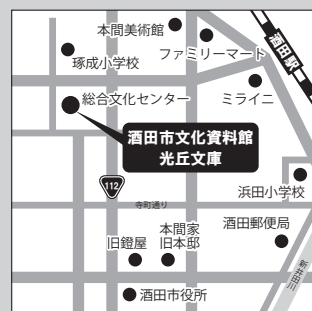 本間美術館
ファミリーマート
酒田駅
琢成小学校
総合文化センター
ミライニ
酒田市文化資料館
光丘文庫
112
浜田小学校
寺町通り
本間家
旧本邸
酒田郵便局
旧鐙屋
新井田川
酒田市役所